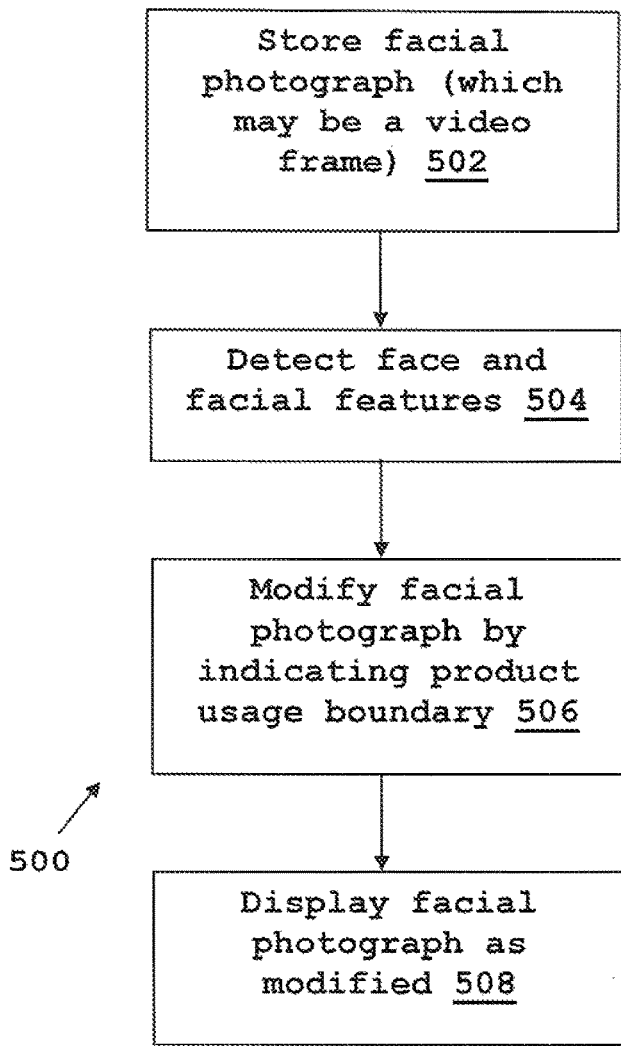 Store facial
photograph (which
may be a video
frame) 502
Detect face and
facial features 504
Modify facial
photograph by
indicating product
usage boundary 506
500
Display facial
photograph as
modified 508